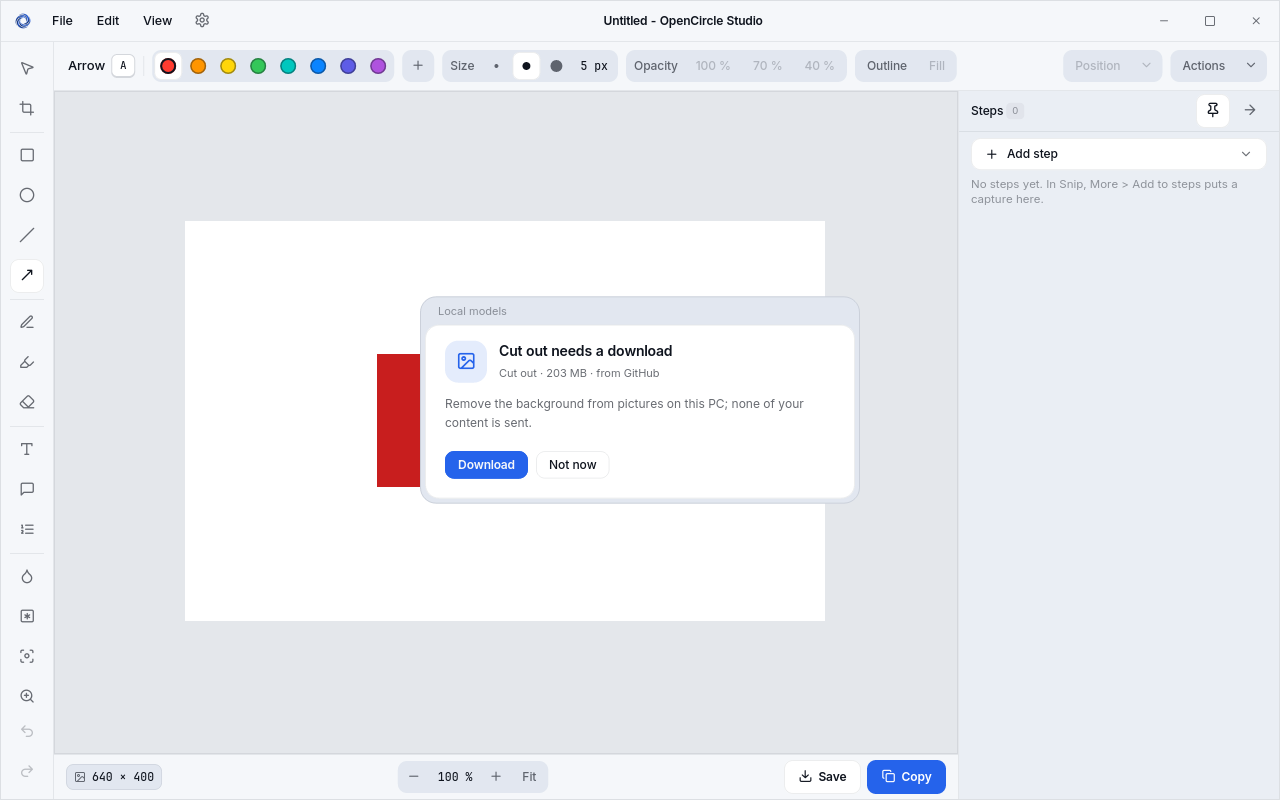 File Edit View
Untitled - OpenCircle Studio
Arrow A
Size 5 px
Opacity 100 % 70 % 40 %
Outline Fill
Position
Actions
Steps 0
Add step
No steps yet. In Snip, More > Add to steps puts a
capture here.
Local models
Cut out needs a download
Cut out · 203 MB · from GitHub
Remove the background from pictures on this PC; none of your
content is sent.
Download Not now
640 × 400
100 %
Fit
Save
Copy